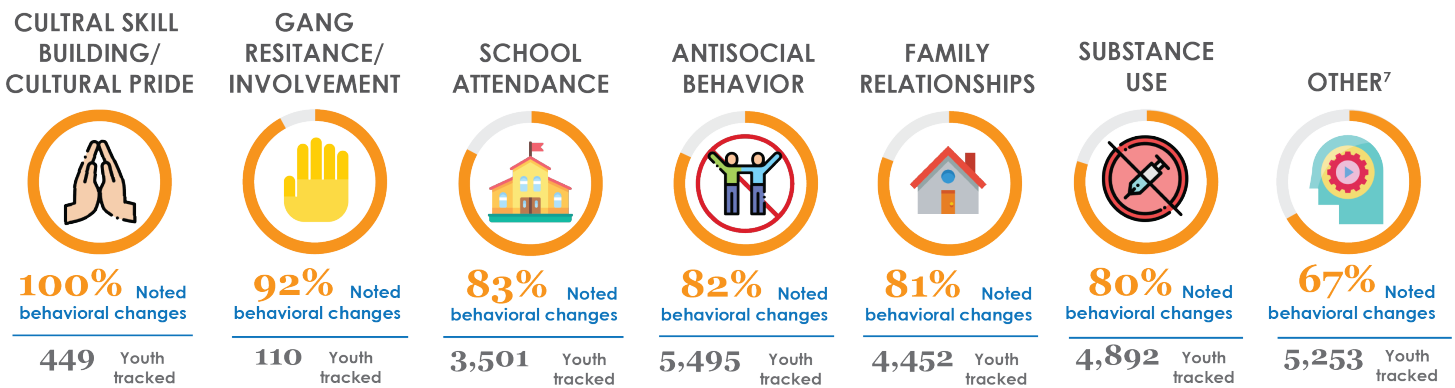 CULTRAL SKILL
BUILDING/
CULTURAL PRIDE
100% Noted
behavioral changes
449 Youth
tracked
GANG
RESITANCE/
INVOLVEMENT
92% Noted
behavioral changes
110 Youth
tracked
SCHOOL
ATTENDANCE
83% Noted
behavioral changes
3,501 Youth
tracked
ANTISOCIAL
BEHAVIOR
82% Noted
behavioral changes
5,495 Youth
tracked
FAMILY
RELATIONSHIPS
81% Noted
behavioral changes
4,452 Youth
tracked
SUBSTANCE
USE
80% Noted
behavioral changes
4,892 Youth
tracked
OTHER⁷
67% Noted
behavioral changes
5,253 Youth
tracked